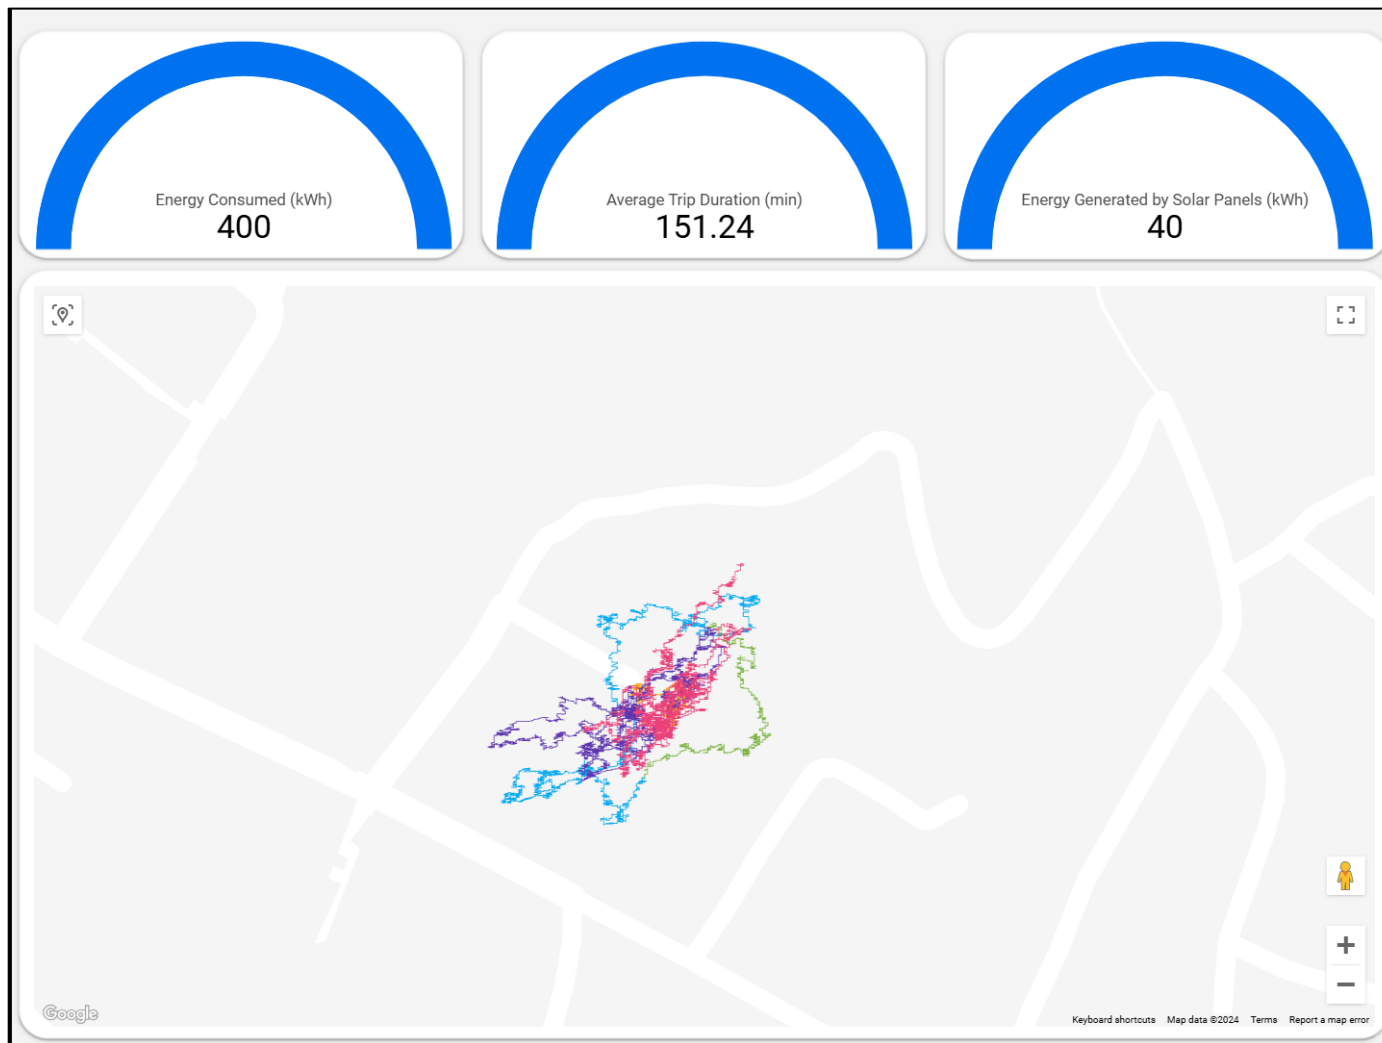 Energy Consumed (kWh)
400
Average Trip Duration (min)
151.24
Energy Generated by Solar Panels (kWh)
40
Google
Keyboard shortcuts
Map data ©2024
Terms
Report a map error